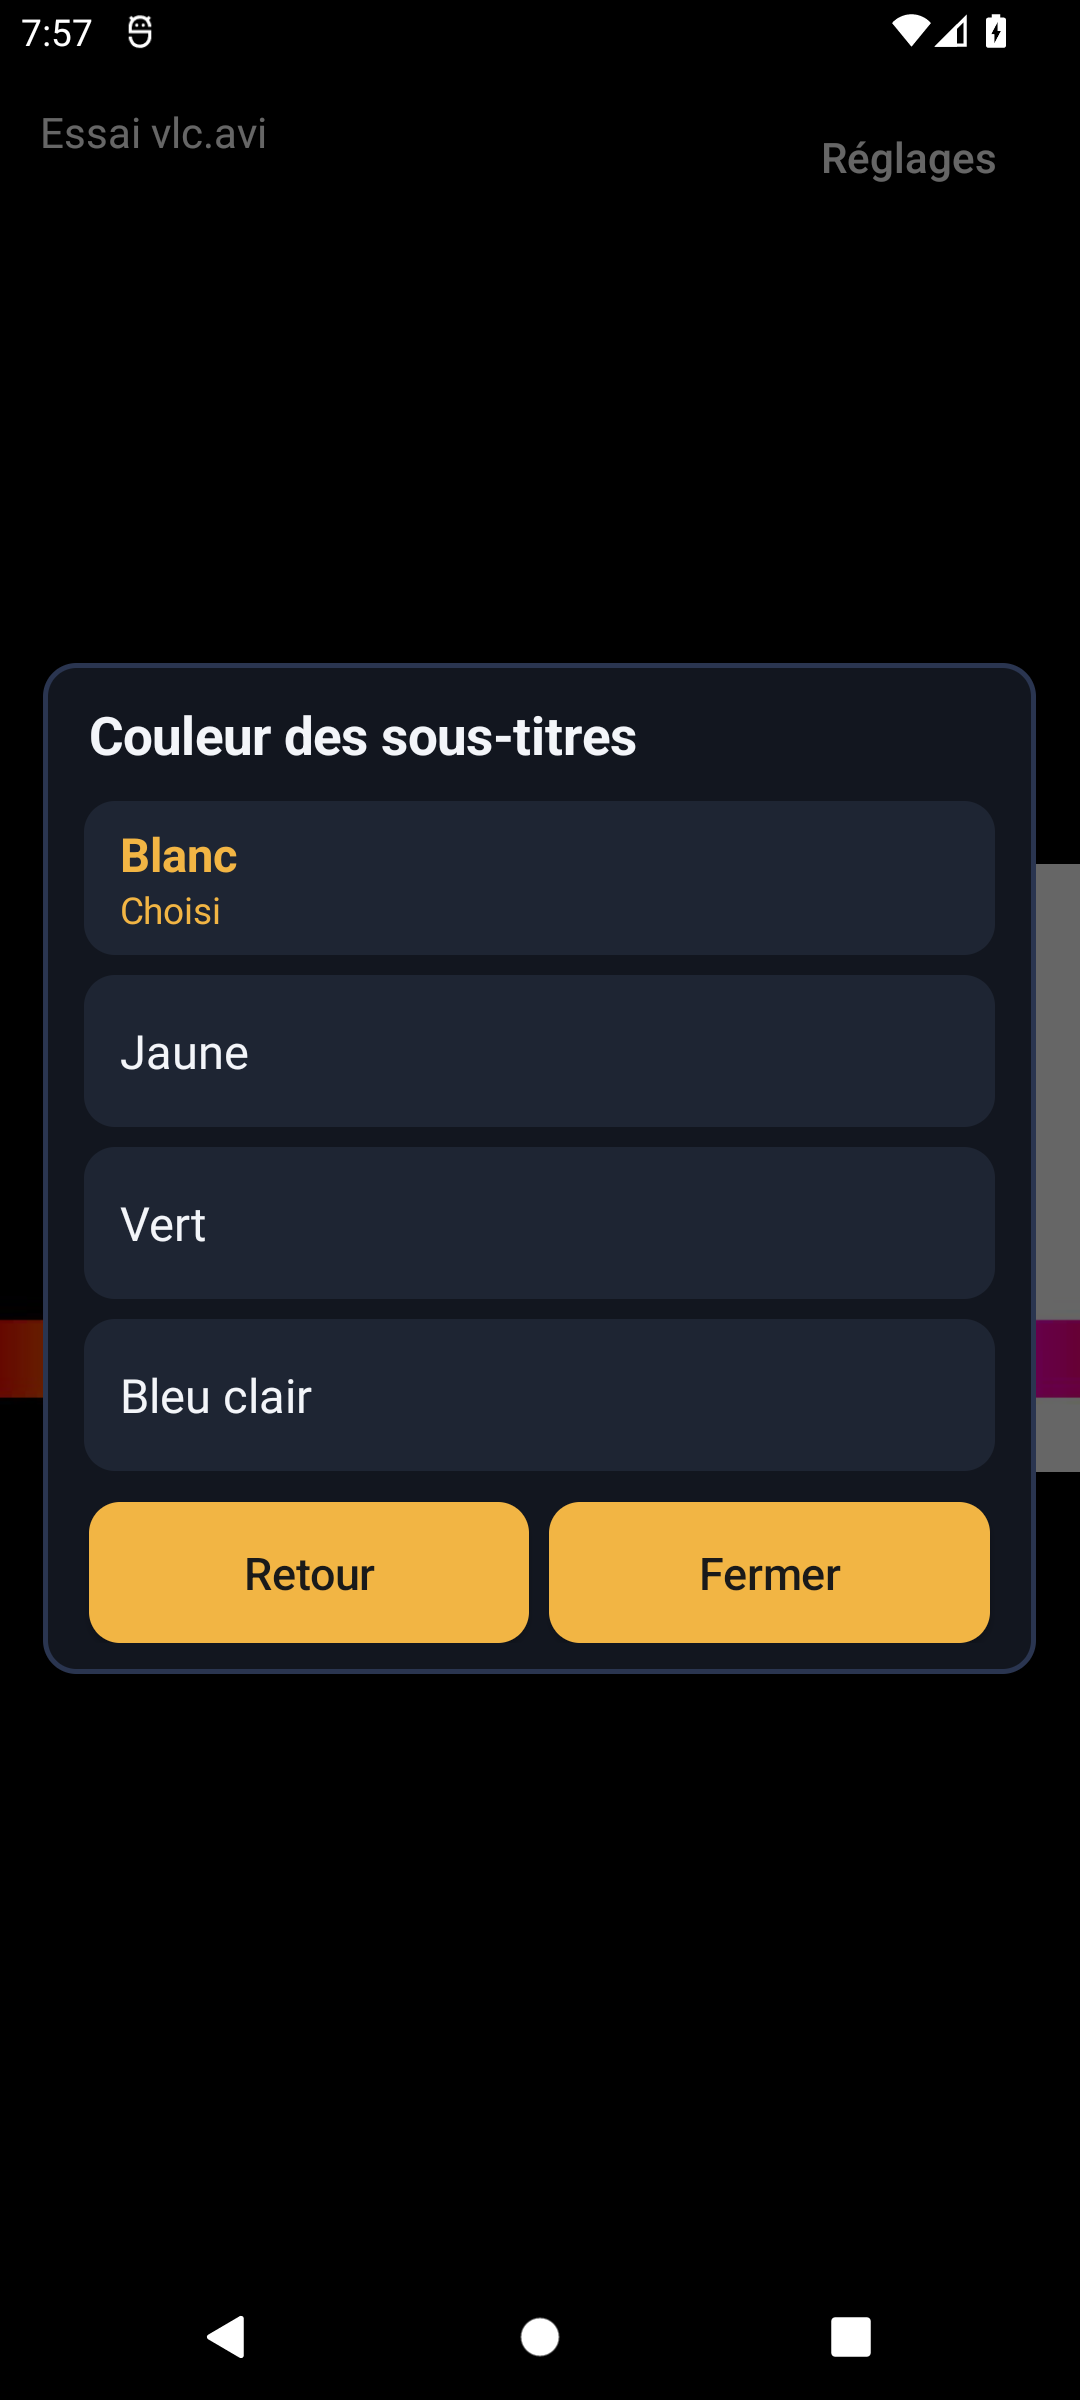 7:57
Essai vlc.avi
Réglages
Couleur des sous-titres
Blanc
Choisi
Jaune
Vert
Bleu clair
Retour
Fermer